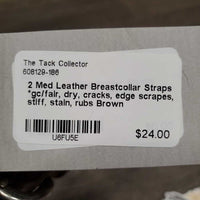 The Tack Collector
608129-186
2 Med Leather Breastcollar Straps
*gc/fair, dry, cracks, edge scrapes,
stiff, stain, rubs Brown
U6FU5E
$24.00